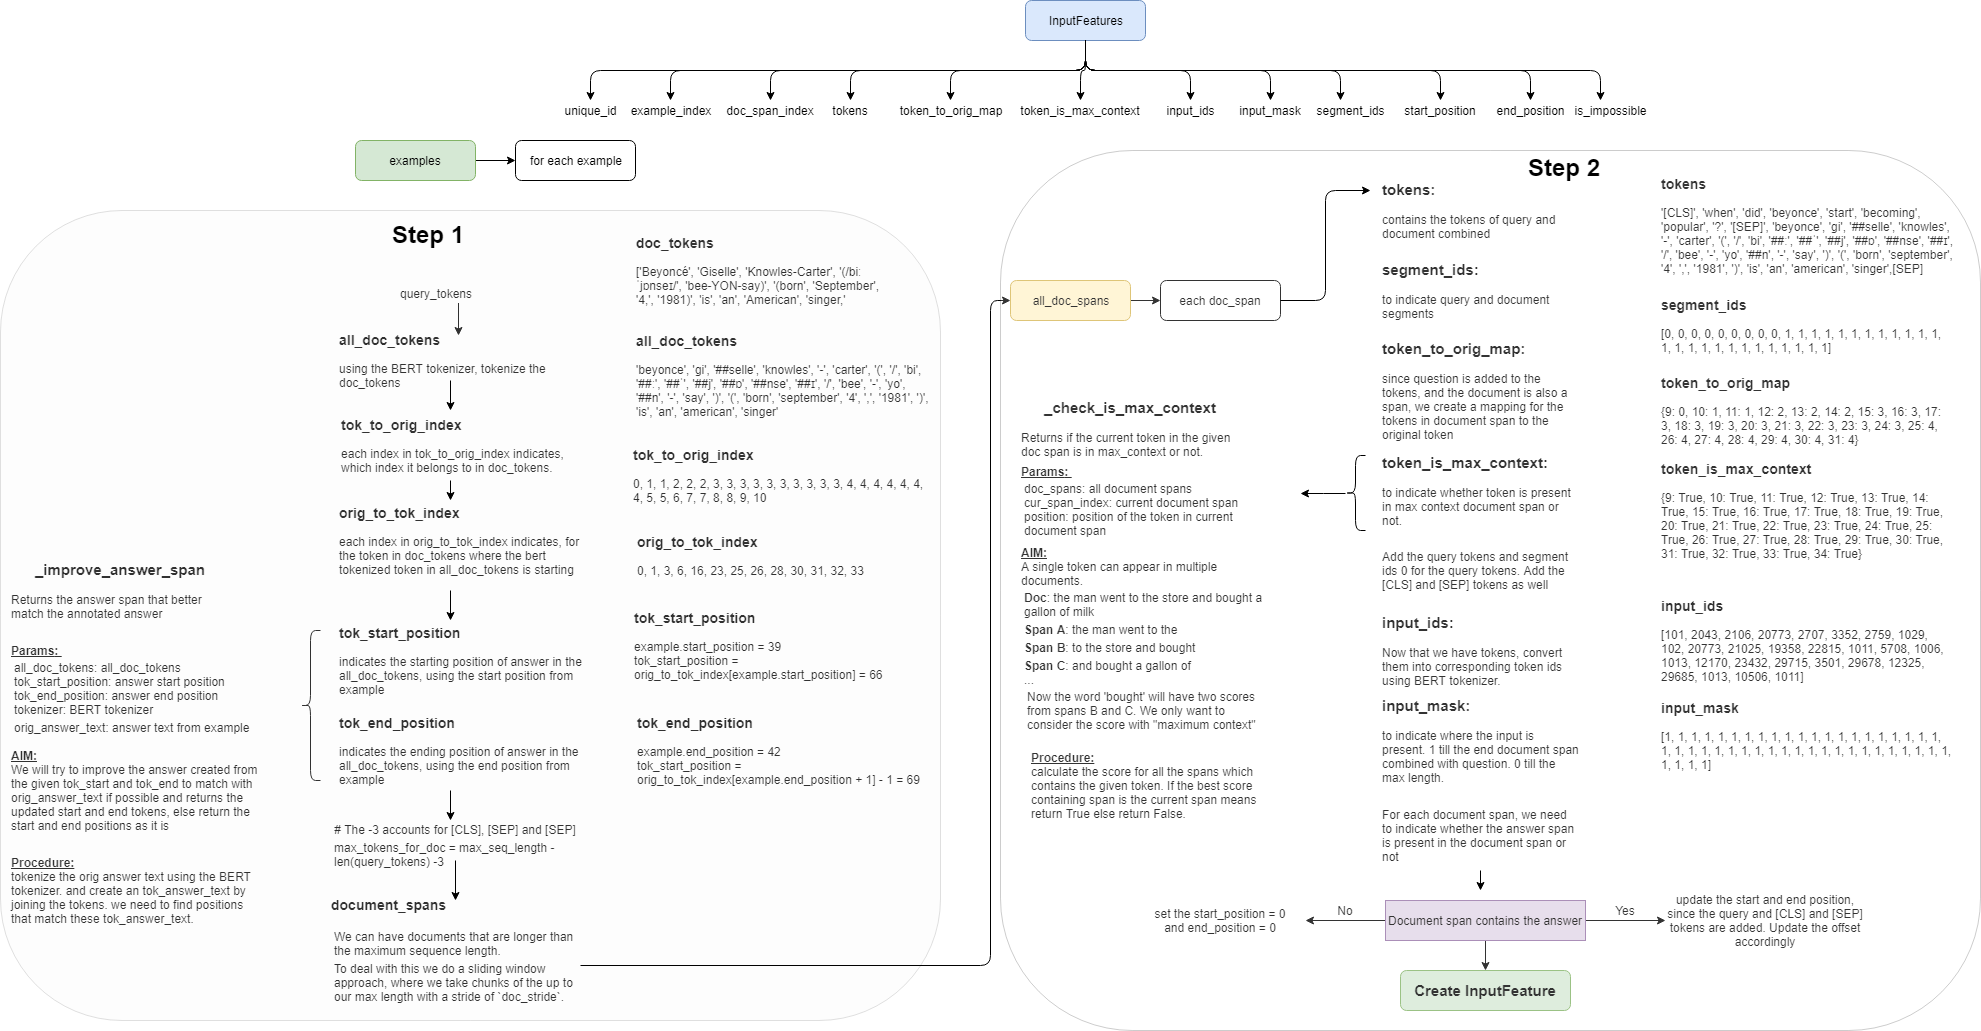 InputFeatures
unique_id
example_index
doc_span_index
tokens
token_to_orig_map
token_is_max_context
input_ids
input_mask
segment_ids
start_position
end_position
is_impossible
examples
for each example
Step 1
query_tokens
all_doc_tokens
using the BERT tokenizer, tokenize the
doc_tokens
tok_to_orig_index
each index in tok_to_orig_index indicates,
which index it belongs to in doc_tokens.
orig_to_tok_index
each index in orig_to_tok_index indicates, for
the token in doc_tokens where the bert
tokenized token in all_doc_tokens is starting
tok_start_position
indicates the starting position of answer in the
all_doc_tokens, using the start position from
example
tok_end_position
indicates the ending position of answer in the
all_doc_tokens, using the end position from
example
# The -3 accounts for [CLS], [SEP] and [SEP]
max_tokens_for_doc = max_seq_length -
len(query_tokens) -3
document_spans
We can have documents that are longer than
the maximum sequence length.
To deal with this we do a sliding window
approach, where we take chunks of the up to
our max length with a stride of `doc_stride`.
_improve_answer_span
Returns the answer span that better
match the annotated answer
Params:
all_doc_tokens: all_doc_tokens
tok_start_position: answer start position
tok_end_position: answer end position
tokenizer: BERT tokenizer
orig_answer_text: answer text from example
AIM:
We will try to improve the answer created from
the given tok_start and tok_end to match with
orig_answer_text if possible and returns the
updated start and end tokens, else return the
start and end positions as it is
Procedure:
tokenize the orig answer text using the BERT
tokenizer. and create an tok_answer_text by
joining the tokens. we need to find positions
that match these tok_answer_text.
doc_tokens
['Beyoncé', 'Giselle', 'Knowles-Carter', '(/biː
ˈjɒnseɪ/', 'bee-YON-say)', '(born', 'September',
'4,', '1981)', 'is', 'an', 'American', 'singer,'
all_doc_tokens
'beyonce', 'gi', '##selle', 'knowles', '-', 'carter', '(', '/', 'bi',
'##ː', '##ˈ', '##j', '##ɒ', '##nse', '##ɪ', '/', 'bee', '-', 'yo',
'##n', '-', 'say', ')', '(', 'born', 'september', '4', ',', '1981', ')',
'is', 'an', 'american', 'singer'
tok_to_orig_index
0, 1, 1, 2, 2, 2, 3, 3, 3, 3, 3, 3, 3, 3, 3, 3, 4, 4, 4, 4, 4, 4,
4, 5, 5, 6, 7, 7, 8, 8, 9, 10
orig_to_tok_index
0, 1, 3, 6, 16, 23, 25, 26, 28, 30, 31, 32, 33
tok_start_position
example.start_position = 39
tok_start_position =
orig_to_tok_index[example.start_position] = 66
tok_end_position
example.end_position = 42
tok_start_position =
orig_to_tok_index[example.end_position + 1] - 1 = 69
Step 2
all_doc_spans
each doc_span
_check_is_max_context
Returns if the current token in the given
doc span is in max_context or not.
Params:
doc_spans: all document spans
cur_span_index: current document span
position: position of the token in current
document span
AIM:
A single token can appear in multiple
documents.
Doc: the man went to the store and bought a
gallon of milk
Span A: the man went to the
Span B: to the store and bought
Span C: and bought a gallon of
...
Now the word 'bought' will have two scores
from spans B and C. We only want to
consider the score with "maximum context"
Procedure:
calculate the score for all the spans which
contains the given token. If the best score
containing span is the current span means
return True else return False.
tokens:
contains the tokens of query and
document combined
segment_ids:
to indicate query and document
segments
token_to_orig_map:
since question is added to the
tokens, and the document is also a
span, we create a mapping for the
tokens in document span to the
original token
token_is_max_context:
to indicate whether token is present
in max context document span or
not.
Add the query tokens and segment
ids 0 for the query tokens. Add the
[CLS] and [SEP] tokens as well
input_ids:
Now that we have tokens, convert
them into corresponding token ids
using BERT tokenizer.
input_mask:
to indicate where the input is
present. 1 till the end document span
combined with question. 0 till the
max length.
For each document span, we need
to indicate whether the answer span
is present in the document span or
not
tokens
'[CLS]', 'when', 'did', 'beyonce', 'start', 'becoming',
'popular', '?', '[SEP]', 'beyonce', 'gi', '##selle', 'knowles',
'-', 'carter', '(', '/', 'bi', '##ː', '##ˈ', '##j', '##ɒ', '##nse', '##ɪ',
'/', 'bee', '-', 'yo', '##n', '-', 'say', ')', '(', 'born', 'september',
'4', ',', '1981', ')', 'is', 'an', 'american', 'singer',[SEP]
segment_ids
[0, 0, 0, 0, 0, 0, 0, 0, 0, 1, 1, 1, 1, 1, 1, 1, 1, 1, 1, 1, 1,
1, 1, 1, 1, 1, 1, 1, 1, 1, 1, 1, 1, 1]
token_to_orig_map
{9: 0, 10: 1, 11: 1, 12: 2, 13: 2, 14: 2, 15: 3, 16: 3, 17:
3, 18: 3, 19: 3, 20: 3, 21: 3, 22: 3, 23: 3, 24: 3, 25: 4,
26: 4, 27: 4, 28: 4, 29: 4, 30: 4, 31: 4}
token_is_max_context
{9: True, 10: True, 11: True, 12: True, 13: True, 14:
True, 15: True, 16: True, 17: True, 18: True, 19: True,
20: True, 21: True, 22: True, 23: True, 24: True, 25:
True, 26: True, 27: True, 28: True, 29: True, 30: True,
31: True, 32: True, 33: True, 34: True}
input_ids
[101, 2043, 2106, 20773, 2707, 3352, 2759, 1029,
102, 20773, 21025, 19358, 22815, 1011, 5708, 1006,
1013, 12170, 23432, 29715, 3501, 29678, 12325,
29685, 1013, 10506, 1011]
input_mask
[1, 1, 1, 1, 1, 1, 1, 1, 1, 1, 1, 1, 1, 1, 1, 1, 1, 1, 1, 1, 1,
1, 1, 1, 1, 1, 1, 1, 1, 1, 1, 1, 1, 1, 1, 1, 1, 1, 1, 1, 1, 1, 1,
1, 1, 1, 1]
Document span contains the answer
No
set the start_position = 0
and end_position = 0
Yes
update the start and end position,
since the query and [CLS] and [SEP]
tokens are added. Update the offset
accordingly
Create InputFeature